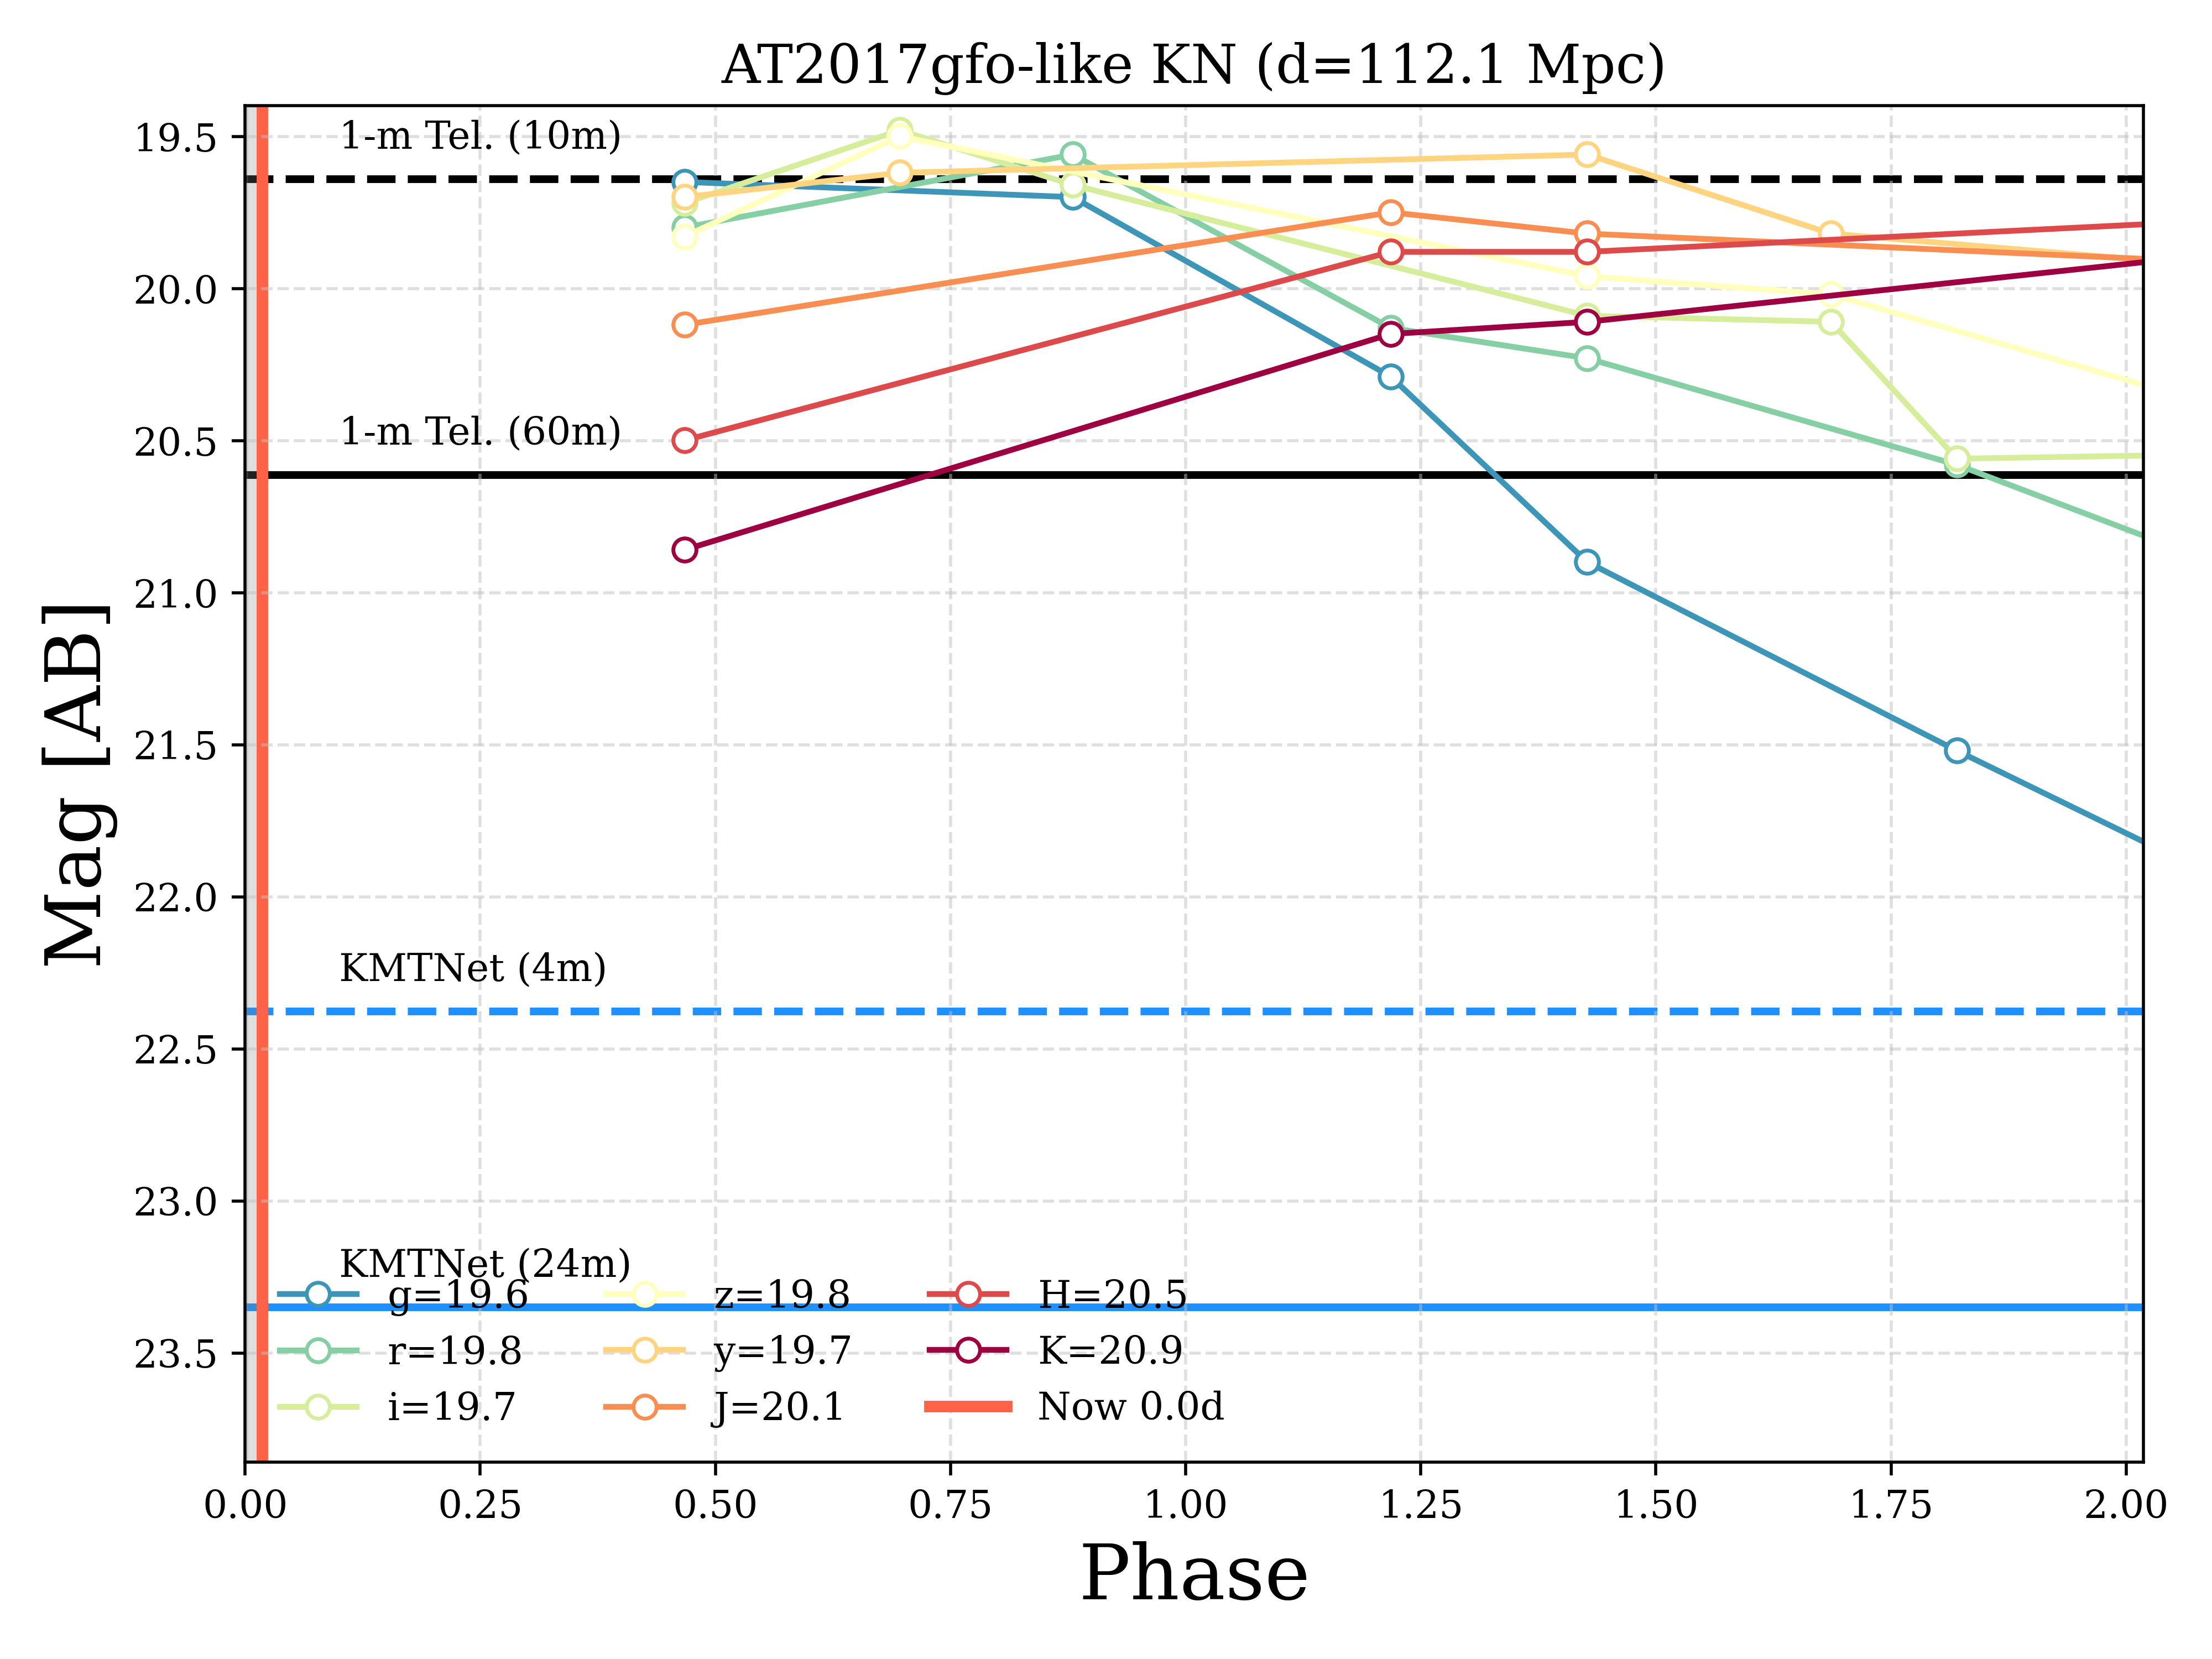 AT2017gfo-like KN (d=112.1 Mpc)
Mag [AB]
19.5
20.0
20.5
21.0
21.5
22.0
22.5
23.0
23.5
1-m Tel. (10m)
1-m Tel. (60m)
KMTNet (4m)
KMTNet (24m)
g=19.6
r=19.8
i=19.7
z=19.8
y=19.7
J=20.1
H=20.5
K=20.9
Now 0.0d
0.00 0.25 0.50 0.75 1.00 1.25 1.50 1.75 2.00
Phase